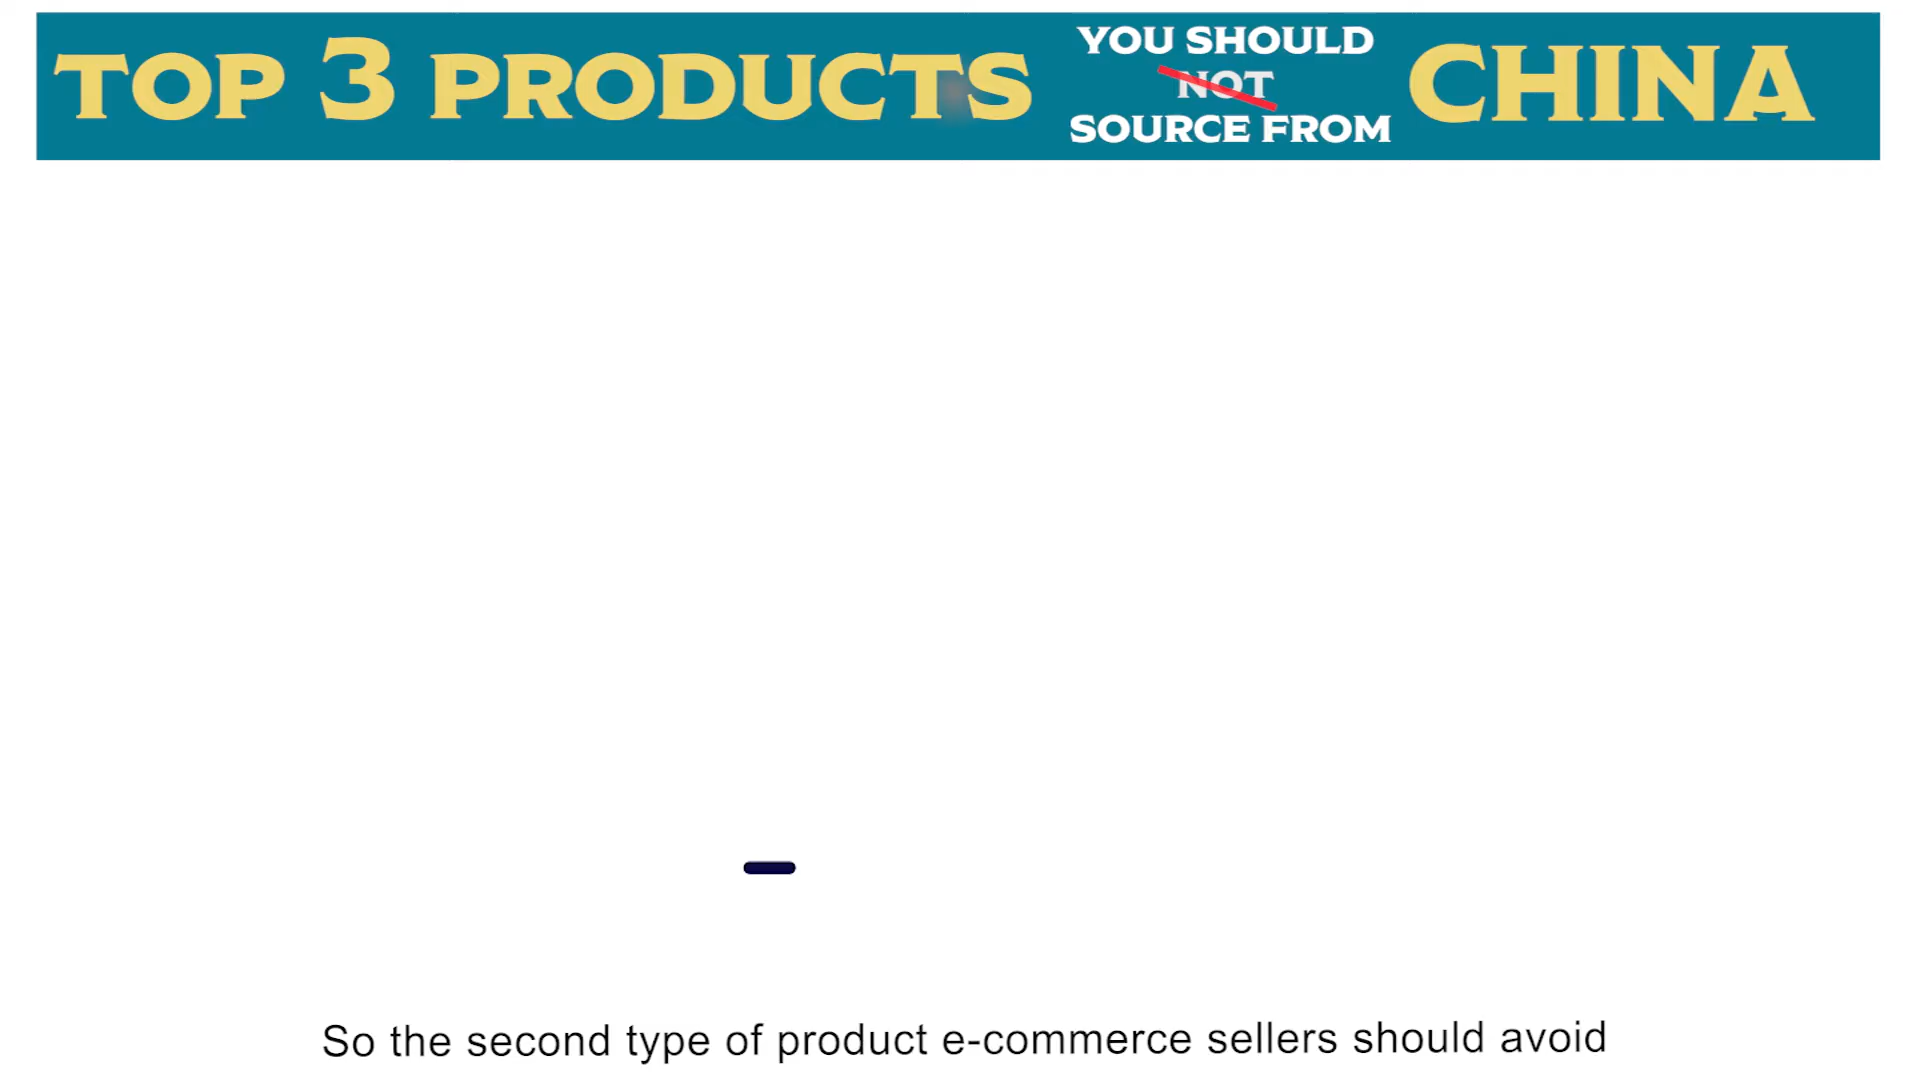 TOP 3 PRODUCTS YOU SHOULD NOT SOURCE FROM CHINA
So the second type of product e-commerce sellers should avoid